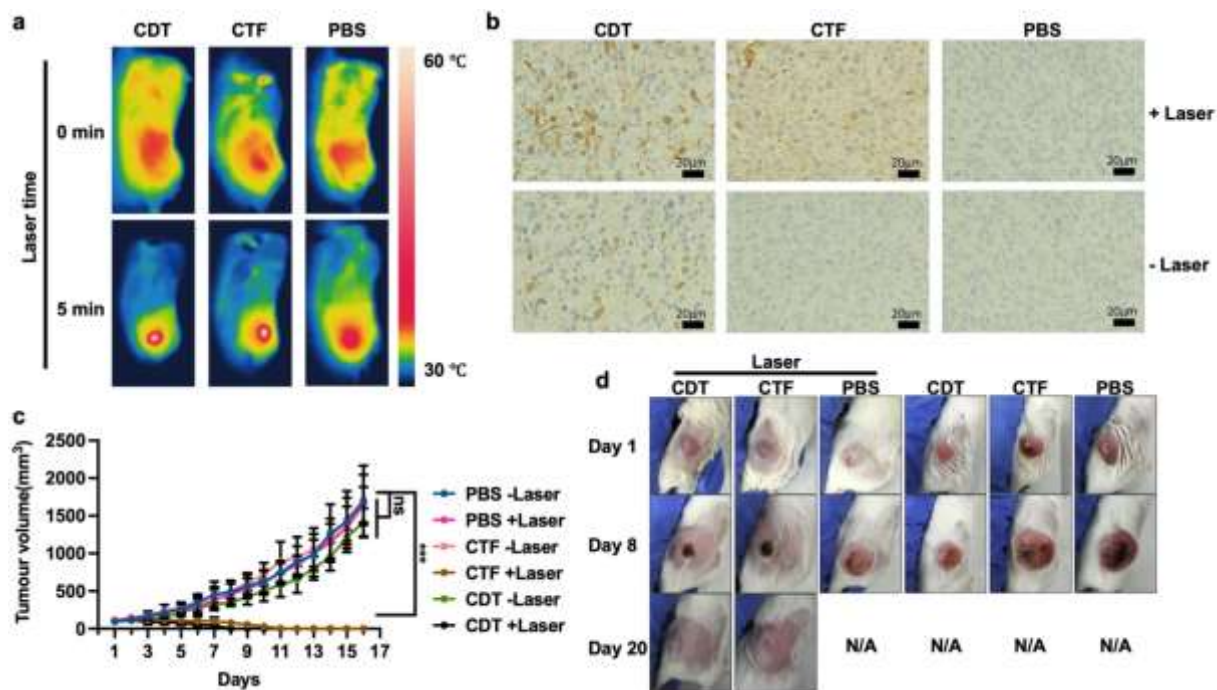 a
CDT CTF PBS
60 ℃
0 min
Laser time
5 min
30 ℃
b
CDT CTF PBS
+ Laser
20μm 20μm 20μm
- Laser
20μm 20μm 20μm
c
Tumour volume(mm³)
2500
2000
1500
1000
500
0
1 3 5 7 9 11 13 15 17
Days
ns
***
PBS -Laser
PBS +Laser
CTF -Laser
CTF +Laser
CDT -Laser
CDT +Laser
d
Laser
CDT CTF PBS CDT CTF PBS
Day 1
Day 8
Day 20
N/A N/A N/A N/A